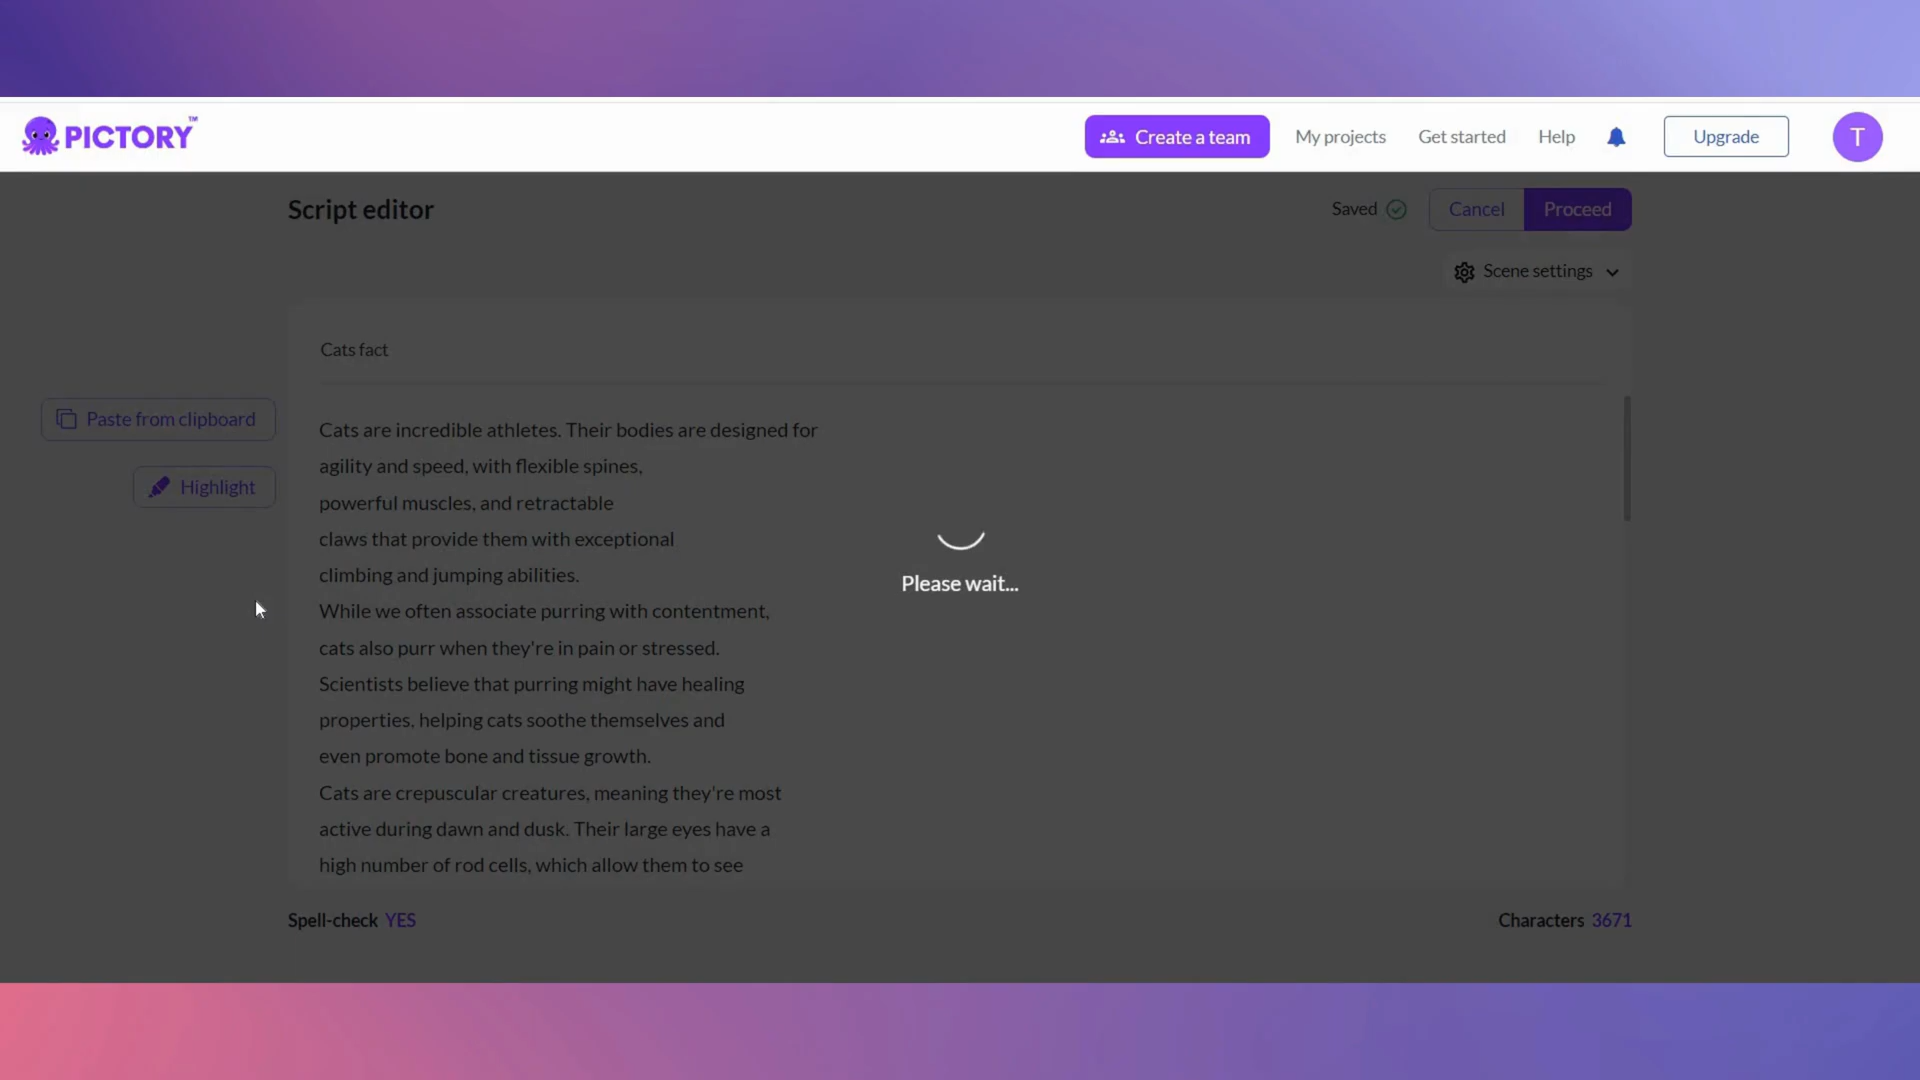 PICTORY™
Create a team
My projects
Get started
Help
Upgrade
T
Script editor
Saved
Cancel
Proceed
Scene settings
Cats fact
Paste from clipboard
Highlight
Cats are incredible athletes. Their bodies are designed for
agility and speed, with flexible spines,
powerful muscles, and retractable
claws that provide them with exceptional
climbing and jumping abilities.
While we often associate purring with contentment,
cats also purr when they're in pain or stressed.
Scientists believe that purring might have healing
properties, helping cats soothe themselves and
even promote bone and tissue growth.
Cats are crepuscular creatures, meaning they're most
active during dawn and dusk. Their large eyes have a
high number of rod cells, which allow them to see
Please wait...
Spell-check YES
Characters 3671